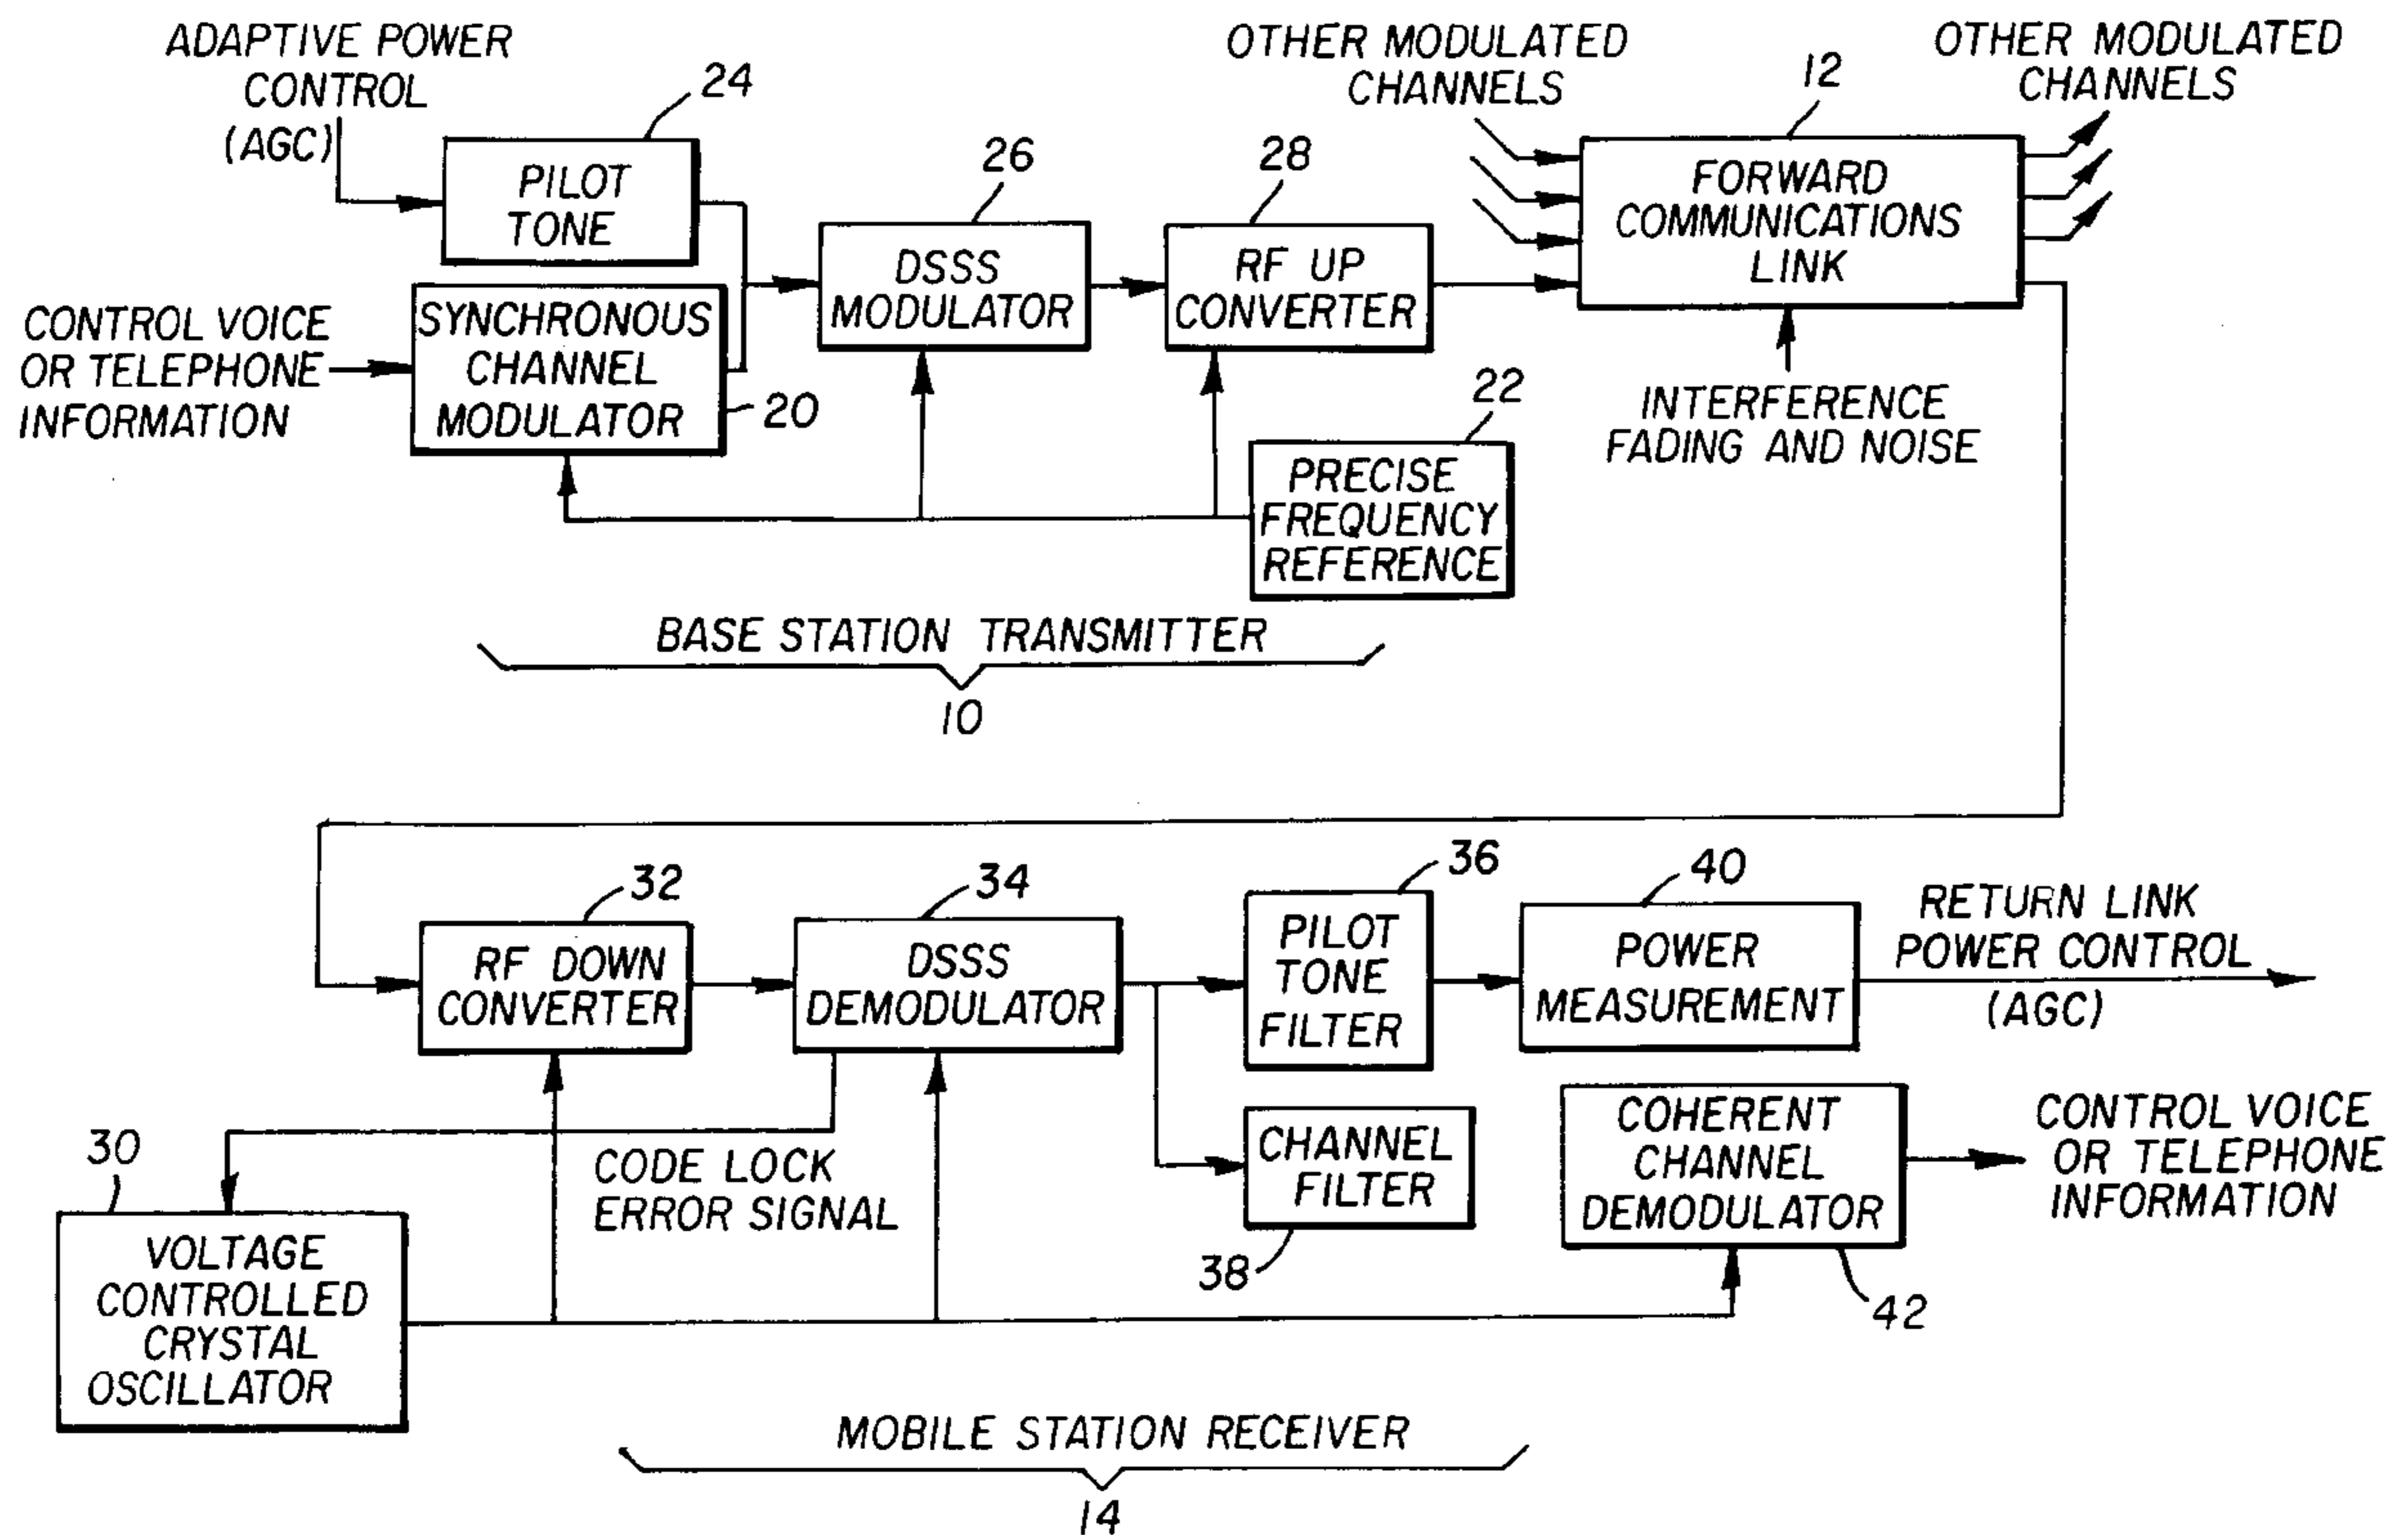 ADAPTIVE POWER
CONTROL
(AGC)
24
PILOT
TONE
CONTROL VOICE
OR TELEPHONE
INFORMATION
SYNCHRONOUS
CHANNEL
MODULATOR
20
26
DSSS
MODULATOR
28
RF UP
CONVERTER
22
PRECISE
FREQUENCY
REFERENCE
OTHER MODULATED
CHANNELS
12
FORWARD
COMMUNICATIONS
LINK
OTHER MODULATED
CHANNELS
INTERFERENCE
FADING AND NOISE
BASE STATION TRANSMITTER
10
32
RF DOWN
CONVERTER
34
DSSS
DEMODULATOR
36
PILOT
TONE
FILTER
40
POWER
MEASUREMENT
RETURN LINK
POWER CONTROL
(AGC)
30
VOLTAGE
CONTROLLED
CRYSTAL
OSCILLATOR
CODE LOCK
ERROR SIGNAL
CHANNEL
FILTER
38
COHERENT
CHANNEL
DEMODULATOR
42
CONTROL VOICE
OR TELEPHONE
INFORMATION
MOBILE STATION RECEIVER
14